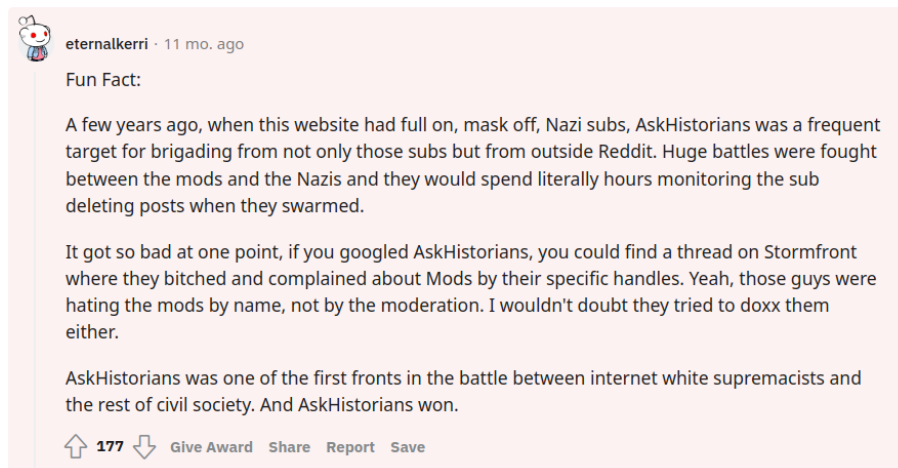 eternalkerri · 11 mo. ago
Fun Fact:
A few years ago, when this website had full on, mask off, Nazi subs, AskHistorians was a frequent
target for brigading from not only those subs but from outside Reddit. Huge battles were fought
between the mods and the Nazis and they would spend literally hours monitoring the sub
deleting posts when they swarmed.
It got so bad at one point, if you googled AskHistorians, you could find a thread on Stormfront
where they bitched and complained about Mods by their specific handles. Yeah, those guys were
hating the mods by name, not by the moderation. I wouldn't doubt they tried to doxx them
either.
AskHistorians was one of the first fronts in the battle between internet white supremacists and
the rest of civil society. And AskHistorians won.
177 Give Award Share Report Save